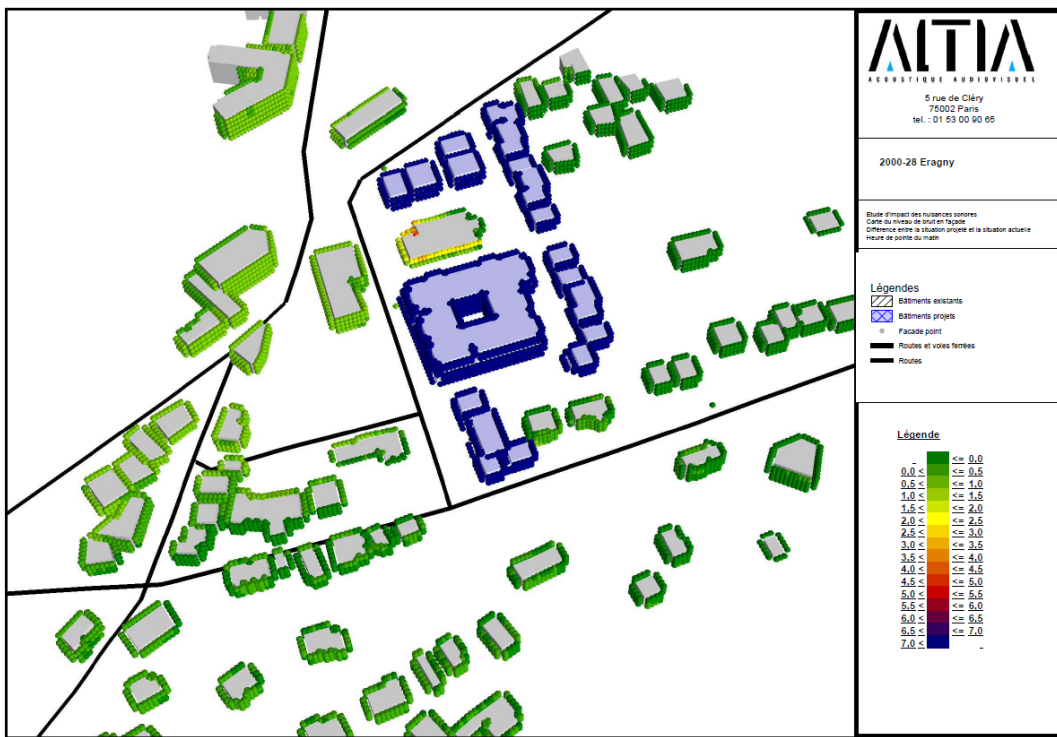 ALTIA
ACOUSTIQUE AUDIOVISUEL
5 rue de Cléry
75002 Paris
tel. : 01 53 00 90 65
2000-28 Eragny
Etude d'impact des nuisances sonores
Carte du niveau de bruit en façade
Différence entre la situation projeté et la situation actuelle
Heure de pointe du matin
Légendes
Bâtiments existants
Bâtiments projets
Facade point
Routes et voies ferrées
Routes
Légende
<= 0,0
0,0 < <= 0,5
0,5 < <= 1,0
1,0 < <= 1,5
1,5 < <= 2,0
2,0 < <= 2,5
2,5 < <= 3,0
3,0 < <= 3,5
3,5 < <= 4,0
4,0 < <= 4,5
4,5 < <= 5,0
5,0 < <= 5,5
5,5 < <= 6,0
6,0 < <= 6,5
6,5 < <= 7,0
7,0 <